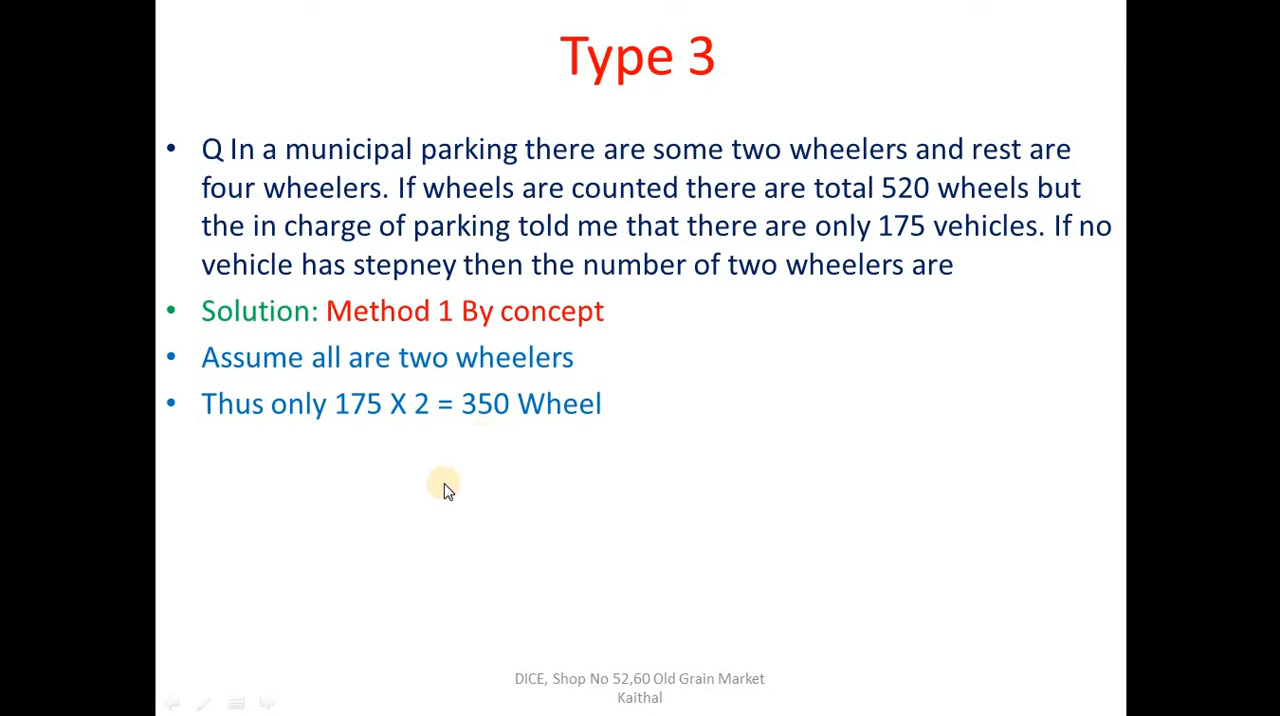 Type 3
• Q In a municipal parking there are some two wheelers and rest are
four wheelers. If wheels are counted there are total 520 wheels but
the in charge of parking told me that there are only 175 vehicles. If no
vehicle has stepney then the number of two wheelers are
• Solution: Method 1 By concept
• Assume all are two wheelers
• Thus only 175 X 2 = 350 Wheel
DICE, Shop No 52,60 Old Grain Market
Kaithal